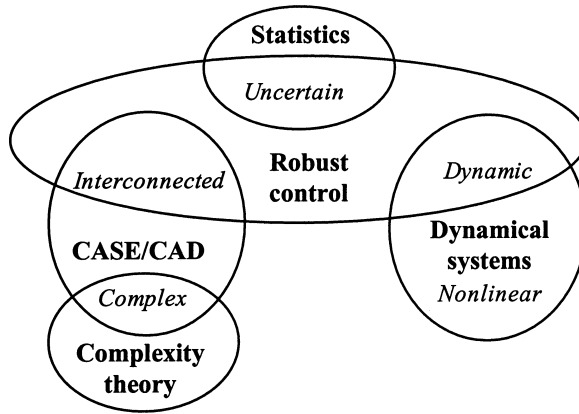 Statistics
Uncertain
Interconnected
Robust
control
Dynamic
CASE/CAD
Dynamical
systems
Nonlinear
Complex
Complexity
theory